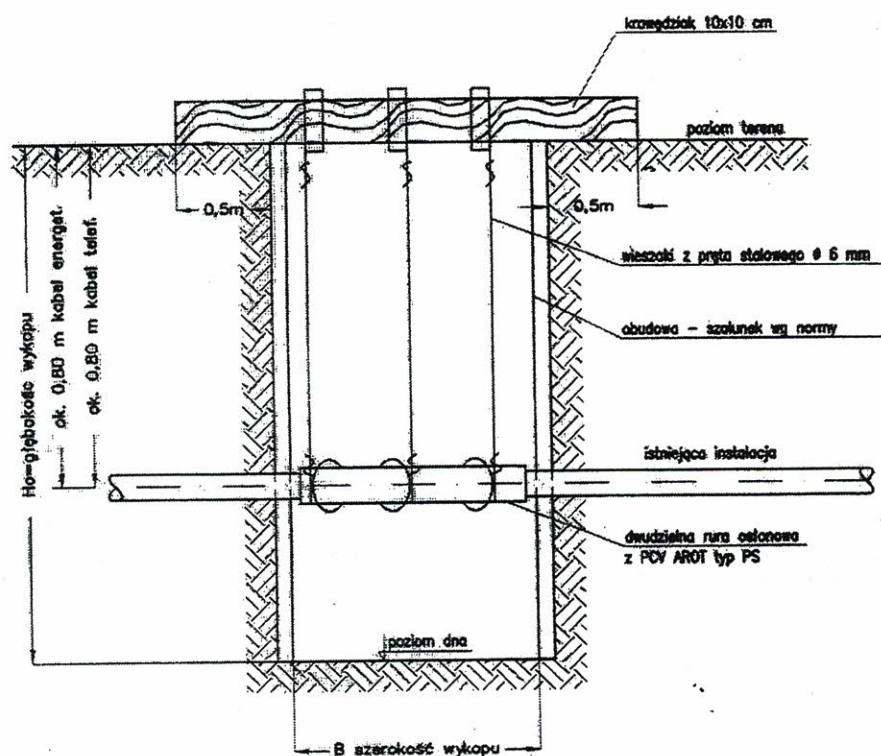 krawędziak 10x10 cm
poziom terenu
0,5m
0,5m
wieszaki z pręta stalowego ø 6 mm
obudowa – szalunek wg normy
Ho=głębokość wykopu
ok. 0,80 m kabel energet.
ok. 0,80 m kabel telef.
istniejąca instalacja
dwudzielna rura osłonowa
z PCV AROT typ PS
poziom dna
B szerokość wykopu